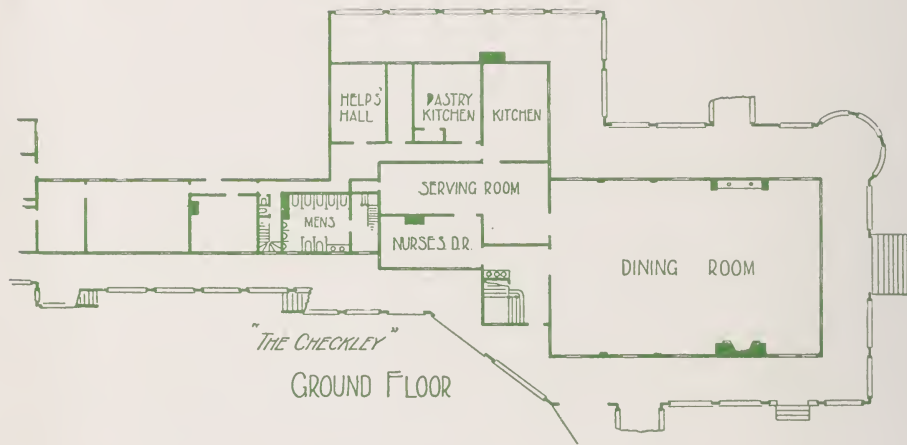 HELPS'
HALL
PASTRY
KITCHEN
KITCHEN
SERVING ROOM
MENS
NURSES D.R.
DINING ROOM
"THE CHECKLEY"
GROUND FLOOR